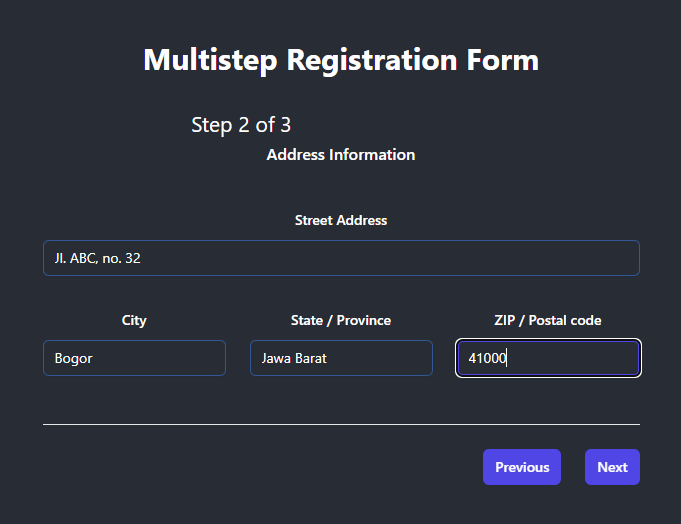 Multistep Registration Form
Step 2 of 3
Address Information
Street Address
Jl. ABC, no. 32
City State / Province ZIP / Postal code
Bogor Jawa Barat 41000
Previous Next